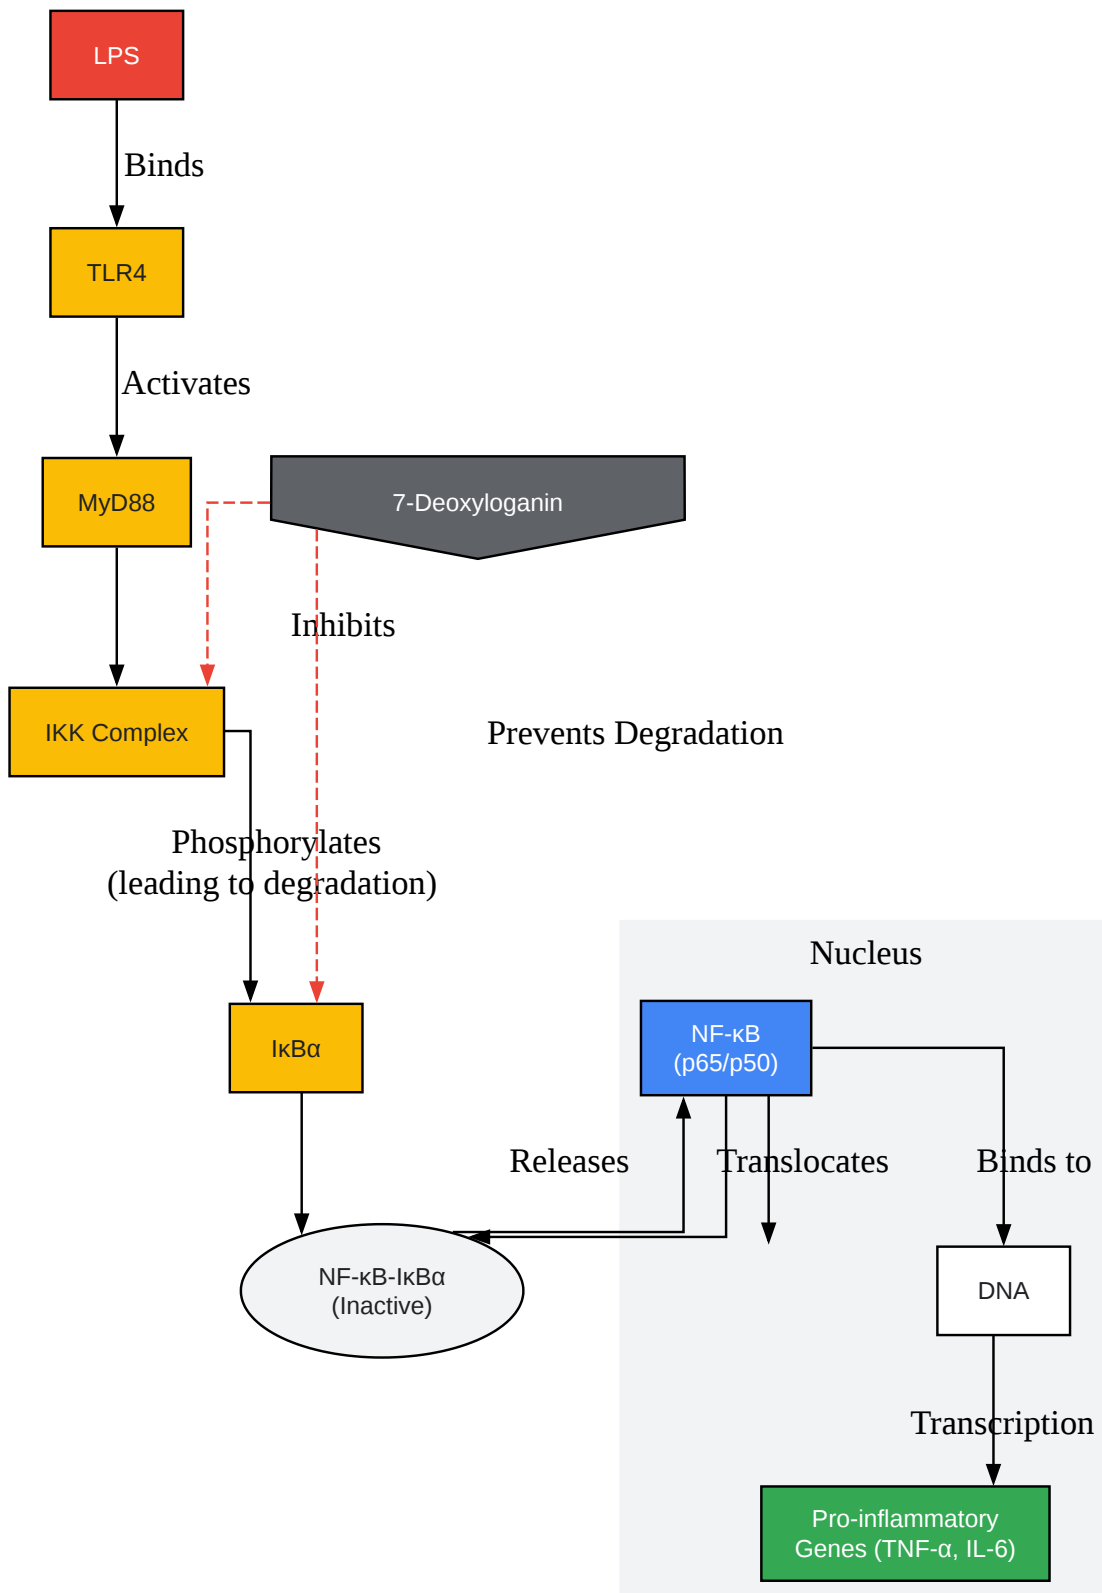 LPS
Binds
TLR4
Activates
MyD88
7-Deoxyloganin
Inhibits
IKK Complex
Prevents Degradation
Phosphorylates
(leading to degradation)
Nucleus
NF-κB
(p65/p50)
IκBα
Releases
Translocates
Binds to
NF-κB-IκBα
(Inactive)
DNA
Transcription
Pro-inflammatory
Genes (TNF-α, IL-6)